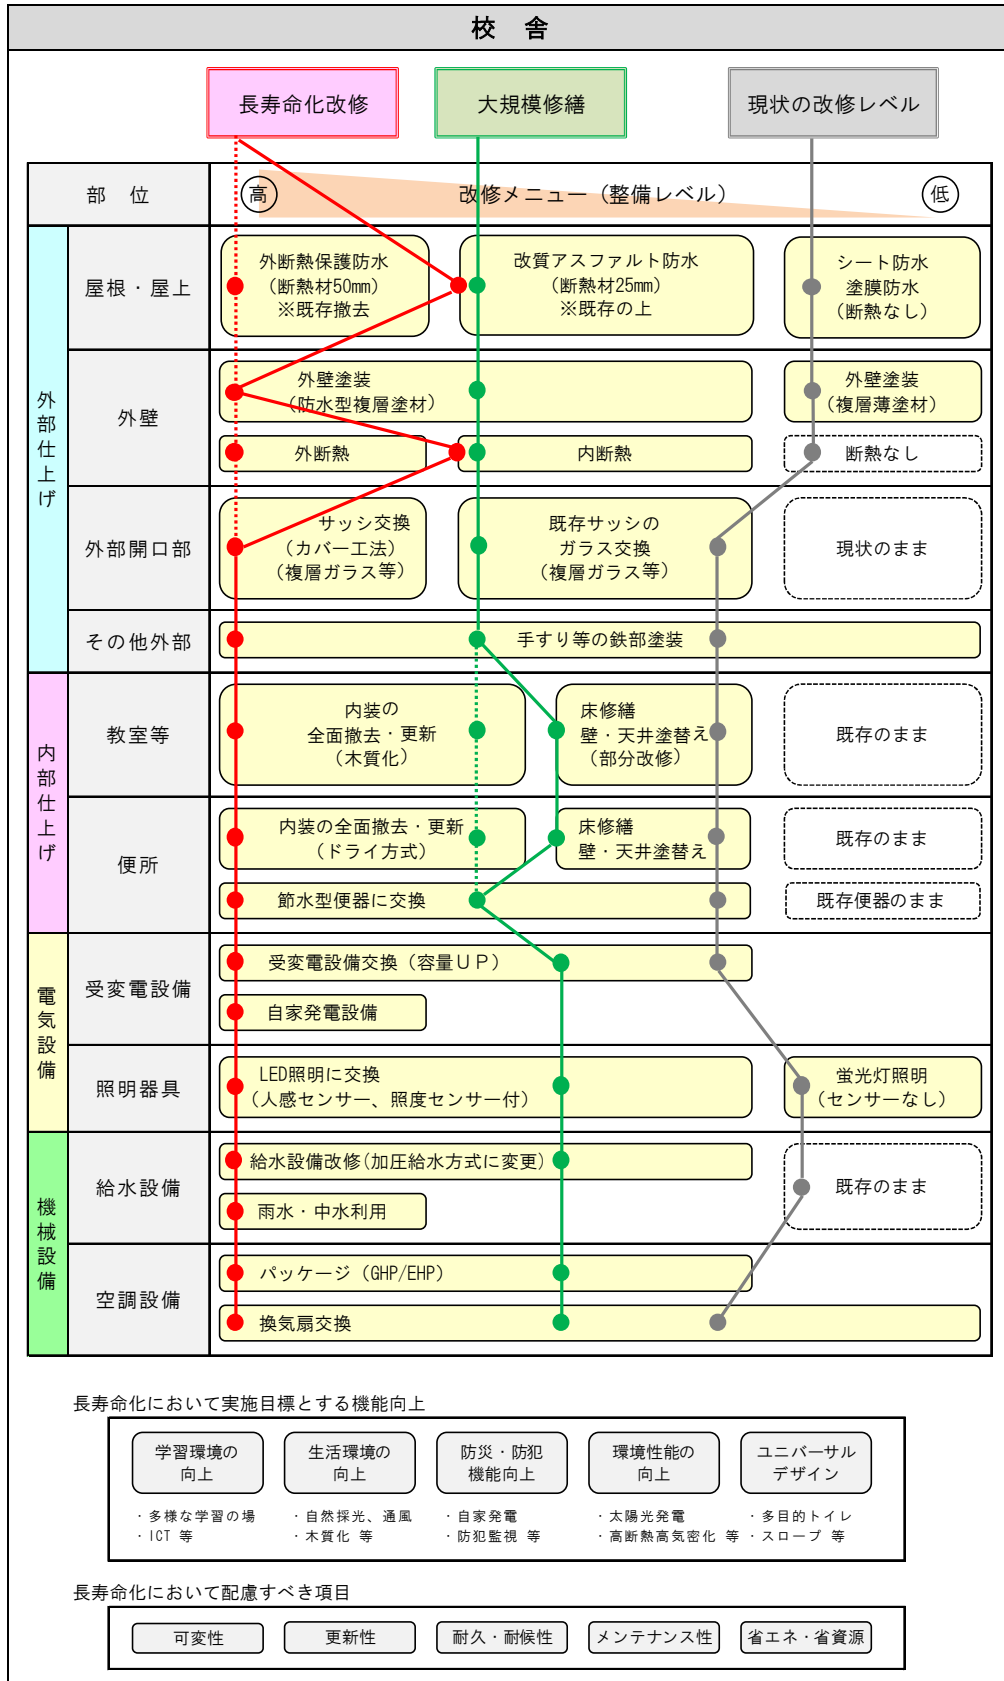 校　舎
長寿命化改修
大規模修繕
現状の改修レベル
部　位
高
改修メニュー（整備レベル）
低
外部仕上げ
屋根・屋上
外断熱保護防水
（断熱材50mm）
※既存撤去
改質アスファルト防水
（断熱材25mm）
※既存の上
シート防水
塗膜防水
（断熱なし）
外壁
外壁塗装
（防水型複層塗材）
外壁塗装
（複層薄塗材）
外断熱
内断熱
断熱なし
外部開口部
サッシ交換
（カバー工法）
（複層ガラス等）
既存サッシの
ガラス交換
（複層ガラス等）
現状のまま
その他外部
手すり等の鉄部塗装
内部仕上げ
教室等
内装の
全面撤去・更新
（木質化）
床修繕
壁・天井塗替え
（部分改修）
既存のまま
便所
内装の全面撤去・更新
（ドライ方式）
床修繕
壁・天井塗替え
既存のまま
節水型便器に交換
既存便器のまま
電気設備
受変電設備
受変電設備交換（容量ＵＰ）
自家発電設備
照明器具
LED照明に交換
（人感センサー、照度センサー付）
蛍光灯照明
（センサーなし）
機械設備
給水設備
給水設備改修(加圧給水方式に変更)
雨水・中水利用
既存のまま
空調設備
パッケージ（GHP/EHP）
換気扇交換
長寿命化において実施目標とする機能向上
学習環境の
向上
生活環境の
向上
防災・防犯
機能向上
環境性能の
向上
ユニバーサル
デザイン
・多様な学習の場
・ICT 等
・自然採光、通風
・木質化 等
・自家発電
・防犯監視 等
・太陽光発電
・高断熱高気密化 等
・多目的トイレ
・スロープ 等
長寿命化において配慮すべき項目
可変性
更新性
耐久・耐候性
メンテナンス性
省エネ・省資源